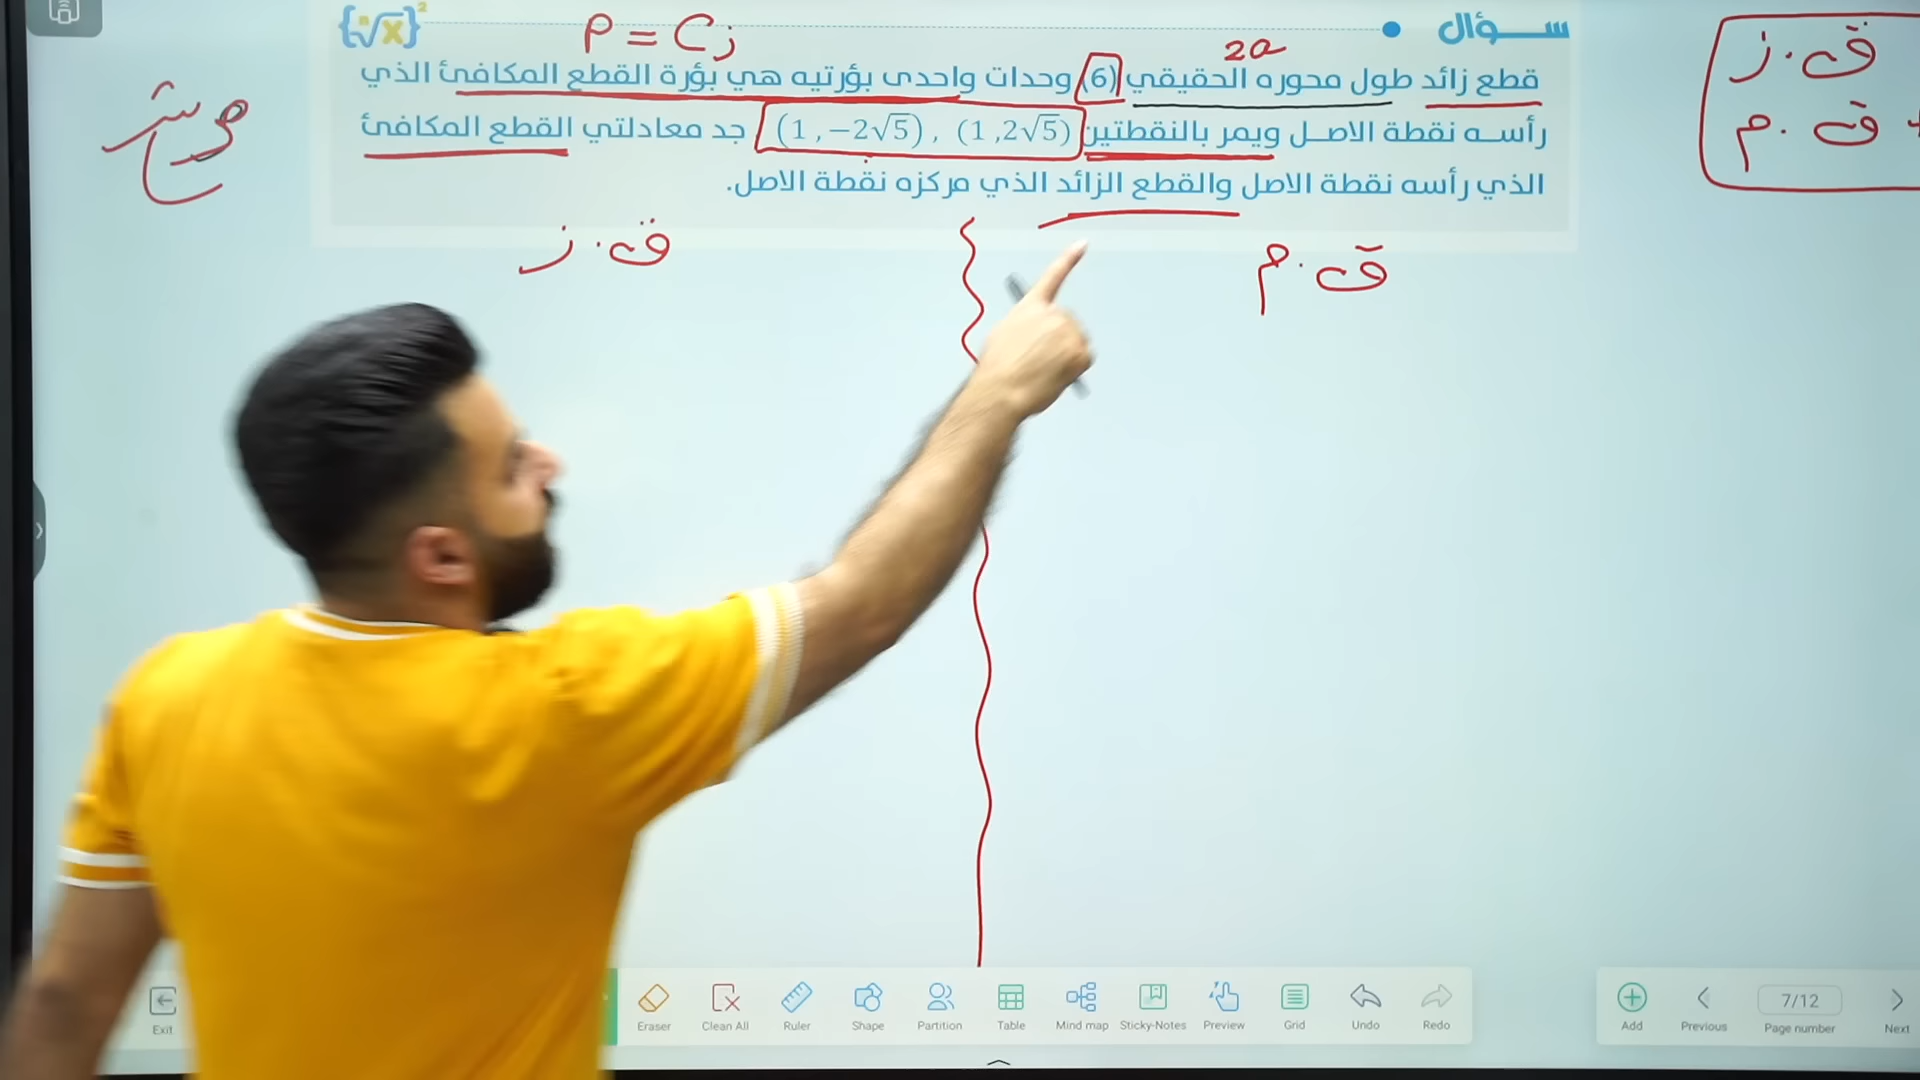 سؤال
{ⁿ√x}²
P = Cز
2a
قطع زائد طول محوره الحقيقي (6) وحدات واحدى بؤرتيه هي بؤرة القطع المكافئ الذي
رأسه نقطة الاصل ويمر بالنقطتين (1 ,2√5) , (1 ,−2√5) جد معادلتي القطع المكافئ
الذي رأسه نقطة الاصل والقطع الزائد الذي مركزه نقطة الاصل.
ق.ز
ق.م
ق.م
ق.ز
Exit
Eraser
Clean All
Ruler
Shape
Partition
Table
Mind map
Sticky-Notes
Preview
Grid
Undo
Redo
Add
Previous
7/12
Page number
Next